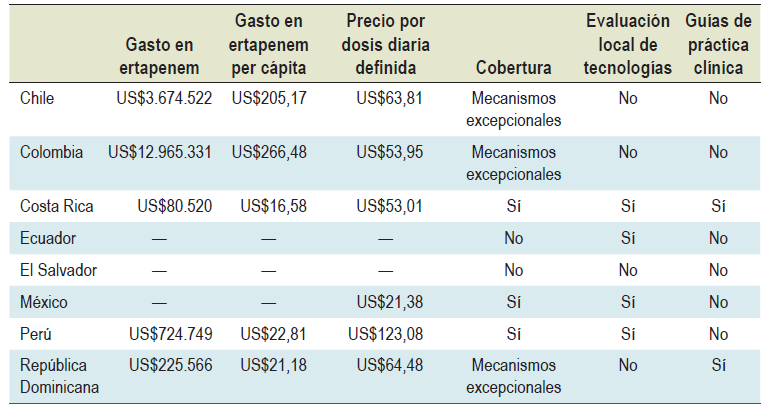 Gasto en ertapenem | Gasto en ertapenem per cápita | Precio por dosis diaria definida | Cobertura | Evaluación local de tecnologías | Guías de práctica clínica
Chile US$3.674.522 US$205,17 US$63,81 Mecanismos excepcionales No No
Colombia US$12.965.331 US$266,48 US$53,95 Mecanismos excepcionales No No
Costa Rica US$80.520 US$16,58 US$53,01 Sí Sí Sí
Ecuador — — — No Sí No
El Salvador — — — No No No
México — — US$21,38 Sí Sí No
Perú US$724.749 US$22,81 US$123,08 Sí Sí No
República Dominicana US$225.566 US$21,18 US$64,48 Mecanismos excepcionales No Sí